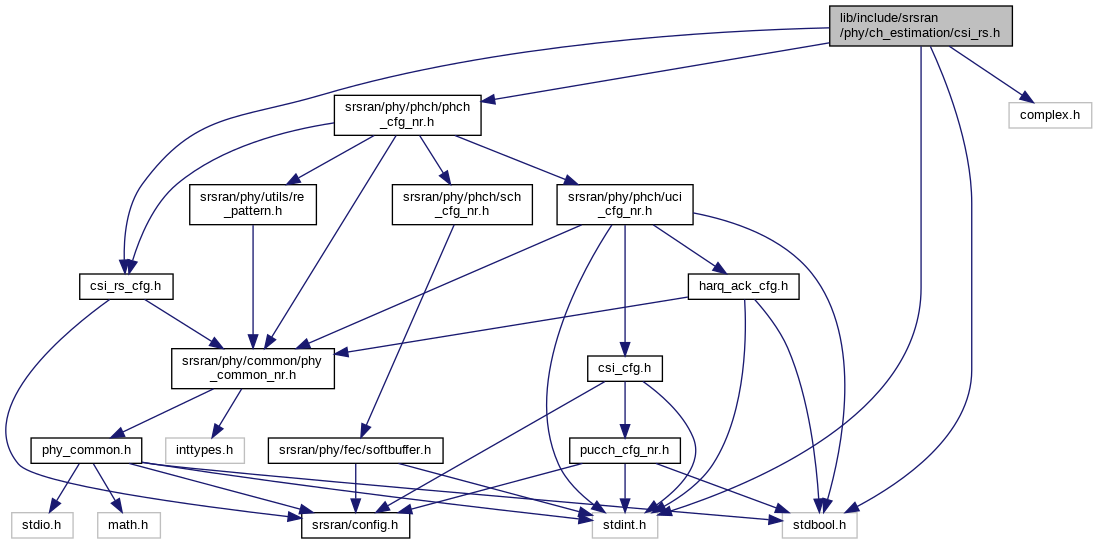 lib/include/srsran
/phy/ch_estimation/csi_rs.h
srsran/phy/phch/phch
_cfg_nr.h
complex.h
srsran/phy/utils/re
_pattern.h
srsran/phy/phch/sch
_cfg_nr.h
srsran/phy/phch/uci
_cfg_nr.h
csi_rs_cfg.h
harq_ack_cfg.h
srsran/phy/common/phy
_common_nr.h
csi_cfg.h
phy_common.h
inttypes.h
srsran/phy/fec/softbuffer.h
pucch_cfg_nr.h
stdio.h
math.h
srsran/config.h
stdint.h
stdbool.h